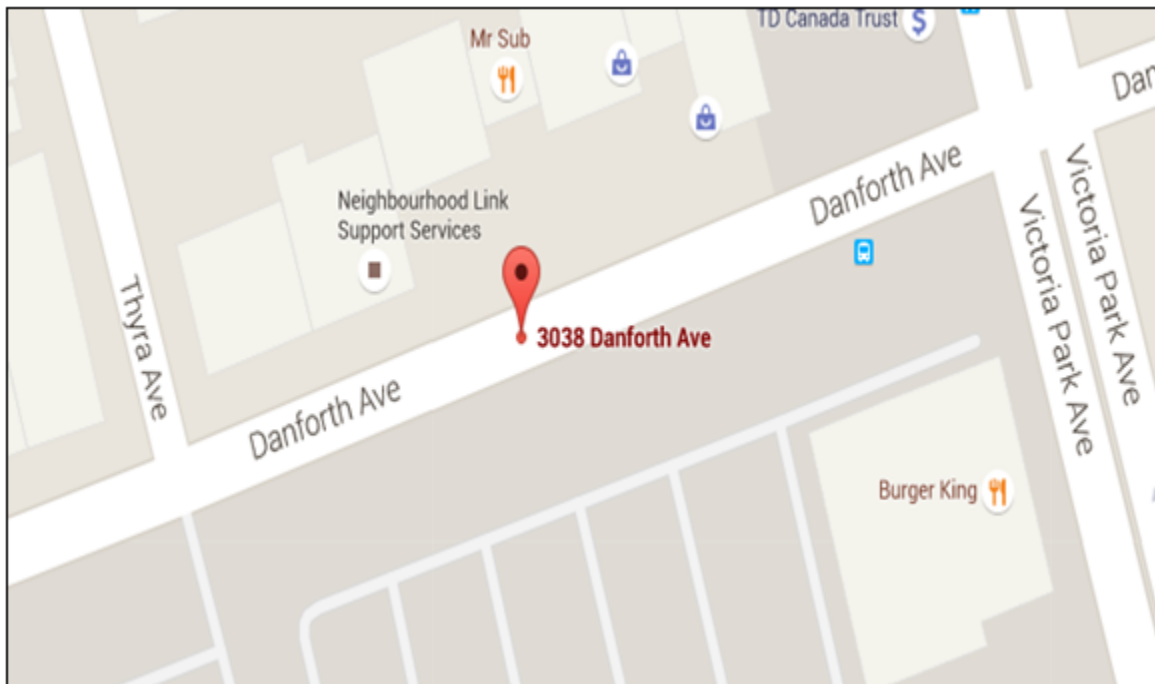 TD Canada Trust
$
Mr Sub
Dan
Danforth Ave
Neighbourhood Link
Support Services
Victoria Park Ave
Victoria Park Ave
Thyra Ave
3038 Danforth Ave
Danforth Ave
Burger King